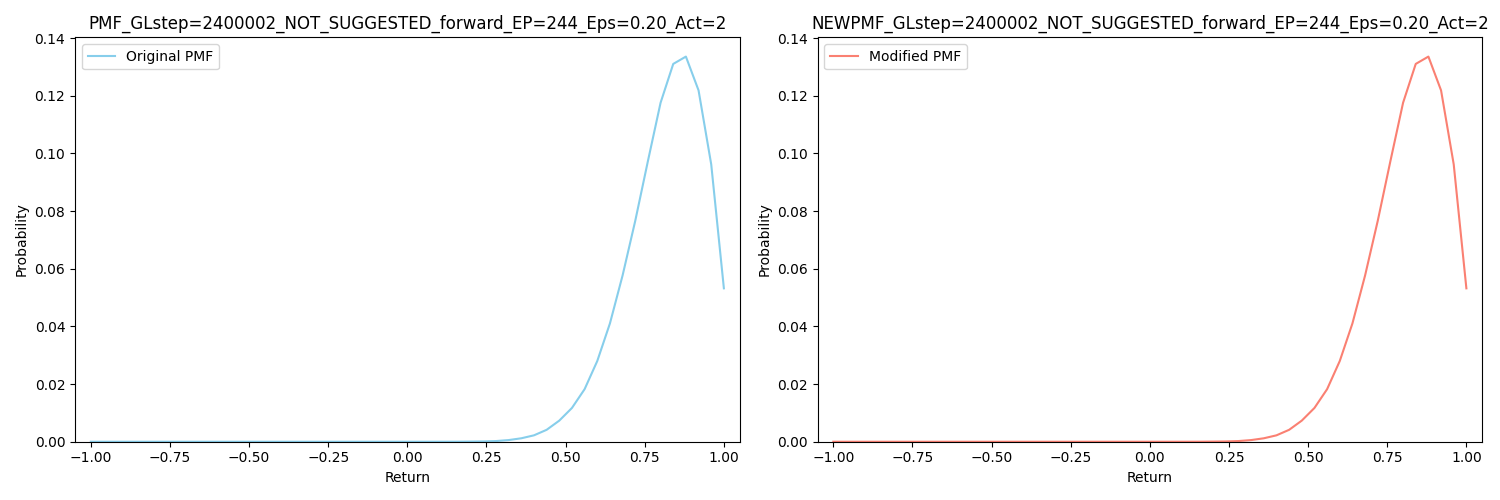 PMF_GLstep=2400002_NOT_SUGGESTED_forward_EP=244_Eps=0.20_Act=2
Original PMF
0.14
0.12
0.10
0.08
0.06
0.04
0.02
0.00
Probability
−1.00 −0.75 −0.50 −0.25 0.00 0.25 0.50 0.75 1.00
Return
NEWPMF_GLstep=2400002_NOT_SUGGESTED_forward_EP=244_Eps=0.20_Act=2
Modified PMF
0.14
0.12
0.10
0.08
0.06
0.04
0.02
0.00
Probability
−1.00 −0.75 −0.50 −0.25 0.00 0.25 0.50 0.75 1.00
Return